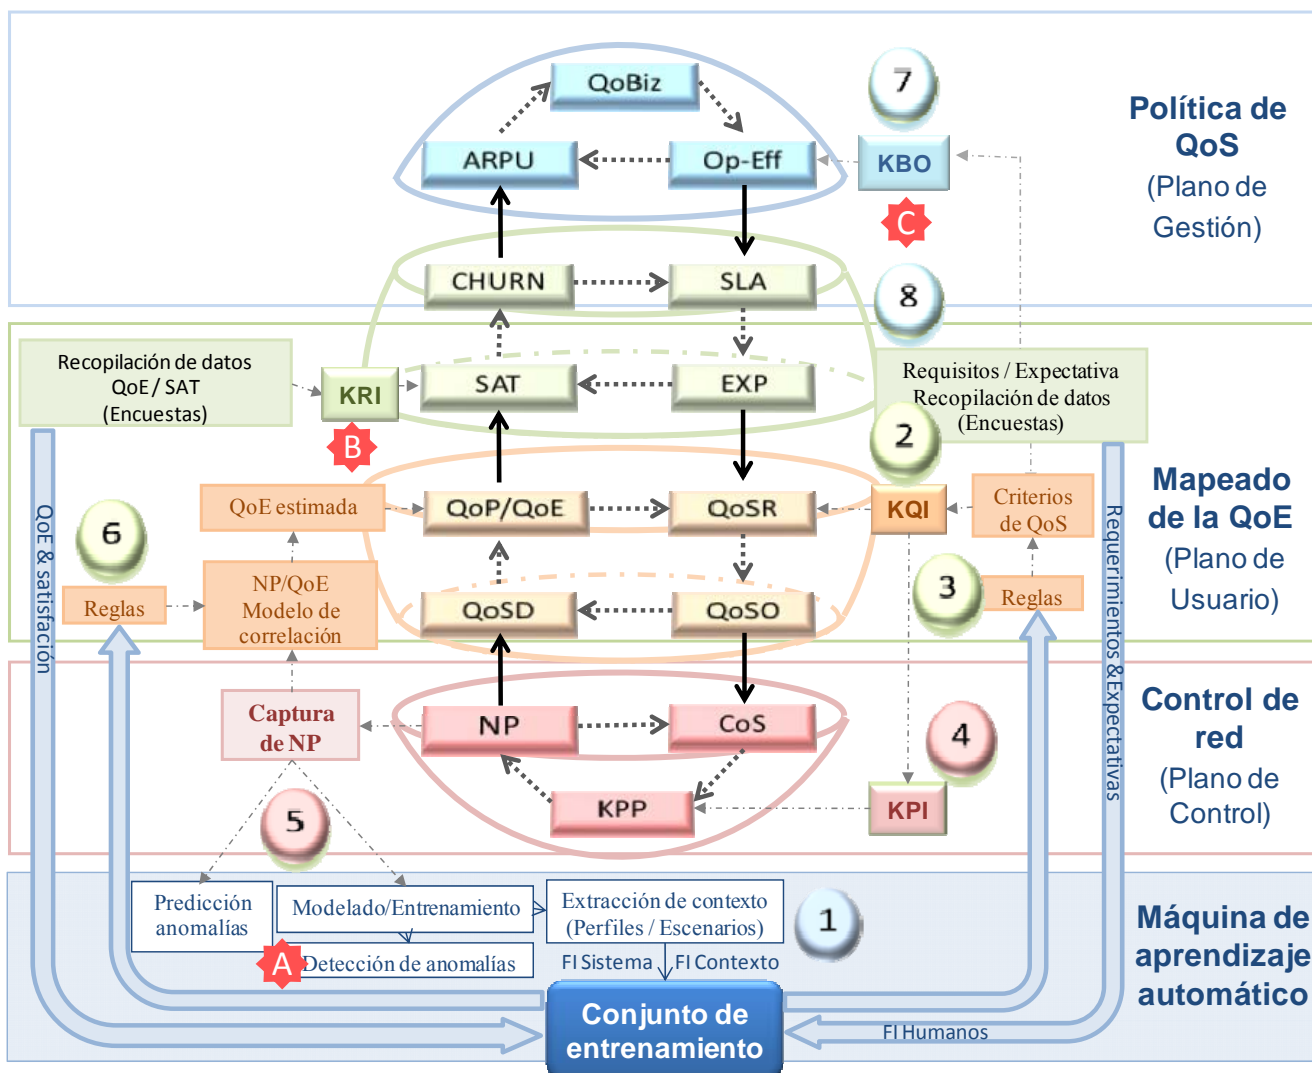 QoBiz
7
Política de
QoS
(Plano de
Gestión)
ARPU
Op-Eff
KBO
C
CHURN
SLA
8
Recopilación de datos
QoE / SAT
(Encuestas)
KRI
B
SAT
EXP
Requisitos / Expectativa
Recopilación de datos
(Encuestas)
2
QoE estimada
QoP/QoE
QoSR
KQI
Criterios
de QoS
Mapeado
de la QoE
(Plano de
Usuario)
6
Reglas
NP/QoE
Modelo de
correlación
QoSD
QoSO
3
Reglas
QoE & satisfacción
Requerimientos &Expectativas
Captura
de NP
NP
CoS
4
Control de
red
(Plano de
Control)
5
KPP
KPI
Predicción
anomalías
Modelado/Entrenamiento
Extracción de contexto
(Perfiles / Escenarios)
1
A
Detección de anomalías
FI Sistema
FI Contexto
Máquina de
aprendizaje
automático
Conjunto de
entrenamiento
FI Humanos